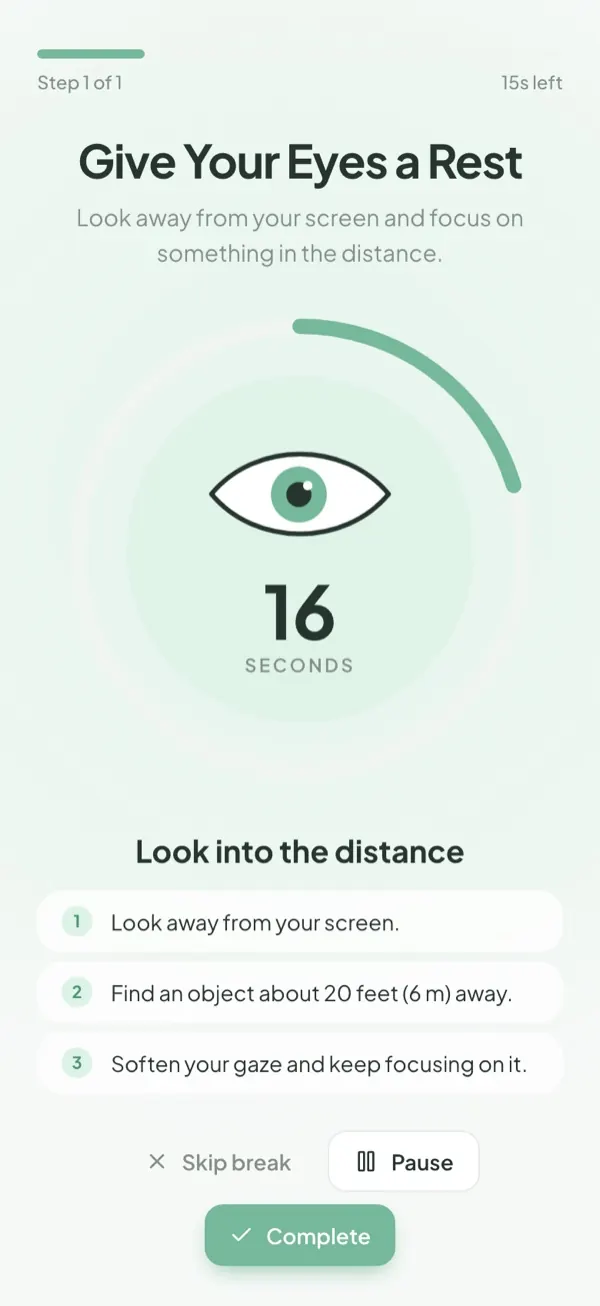 Step 1 of 1
15s left
Give Your Eyes a Rest
Look away from your screen and focus on
something in the distance.
16
SECONDS
Look into the distance
1 Look away from your screen.
2 Find an object about 20 feet (6 m) away.
3 Soften your gaze and keep focusing on it.
Skip break
Pause
Complete